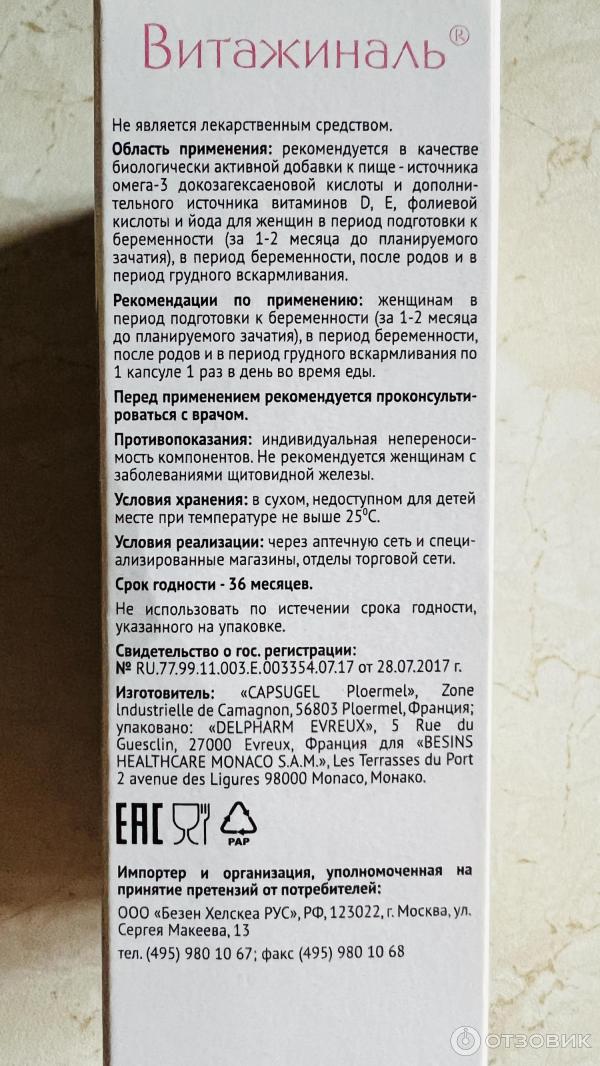 Витажиналь®
Не является лекарственным средством.
Область применения: рекомендуется в качестве
биологически активной добавки к пище - источника
омега-3 докозагексаеновой кислоты и дополни-
тельного источника витаминов D, E, фолиевой
кислоты и йода для женщин в период подготовки к
беременности (за 1-2 месяца до планируемого
зачатия), в период беременности, после родов и в
период грудного вскармливания.
Рекомендации по применению: женщинам в
период подготовки к беременности (за 1-2 месяца
до планируемого зачатия), в период беременности,
после родов и в период грудного вскармливания по
1 капсуле 1 раз в день во время еды.
Перед применением рекомендуется проконсульти-
роваться с врачом.
Противопоказания: индивидуальная непереноси-
мость компонентов. Не рекомендуется женщинам с
заболеваниями щитовидной железы.
Условия хранения: в сухом, недоступном для детей
месте при температуре не выше 25⁰С.
Условия реализации: через аптечную сеть и специ-
ализированные магазины, отделы торговой сети.
Срок годности - 36 месяцев.
Не использовать по истечении срока годности,
указанного на упаковке.
Свидетельство о гос. регистрации:
№ RU.77.99.11.003.E.003354.07.17 от 28.07.2017 г.
Изготовитель: «CAPSUGEL Ploermel», Zone
Industrielle de Camagnon, 56803 Ploermel, Франция;
упаковано: «DELPHARM EVREUX», 5 Rue du
Guesclin, 27000 Evreux, Франция для «BESINS
HEALTHCARE MONACO S.A.M.», Les Terrasses du Port
2 avenue des Ligures 98000 Monaco, Монако.
EAC
PAP
Импортер и организация, уполномоченная на
принятие претензий от потребителей:
ООО «Безен Хелскеа РУС», РФ, 123022, г. Москва, ул.
Сергея Макеева, 13
тел. (495) 980 10 67; факс (495) 980 10 68
ОТЗОВИК